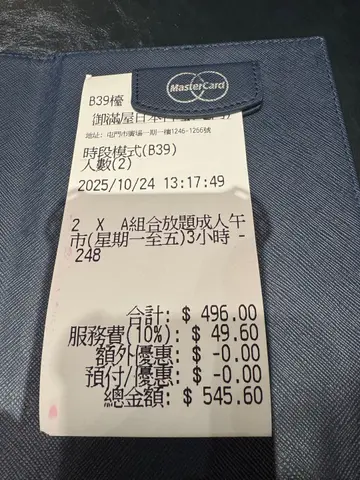 MasterCard
B39檯
御滿屋日本
地址: 屯門市廣場一期一樓1246-1266號
時段模式(B39)
人數(2)
2025/10/24 13:17:49
2 X A組合放題成人午
市(星期一至五)3小時 -
248
合計: $ 496.00
服務費(10%): $ 49.60
額外優惠: $ -0.00
預付/優惠: $ -0.00
總金額: $ 545.60